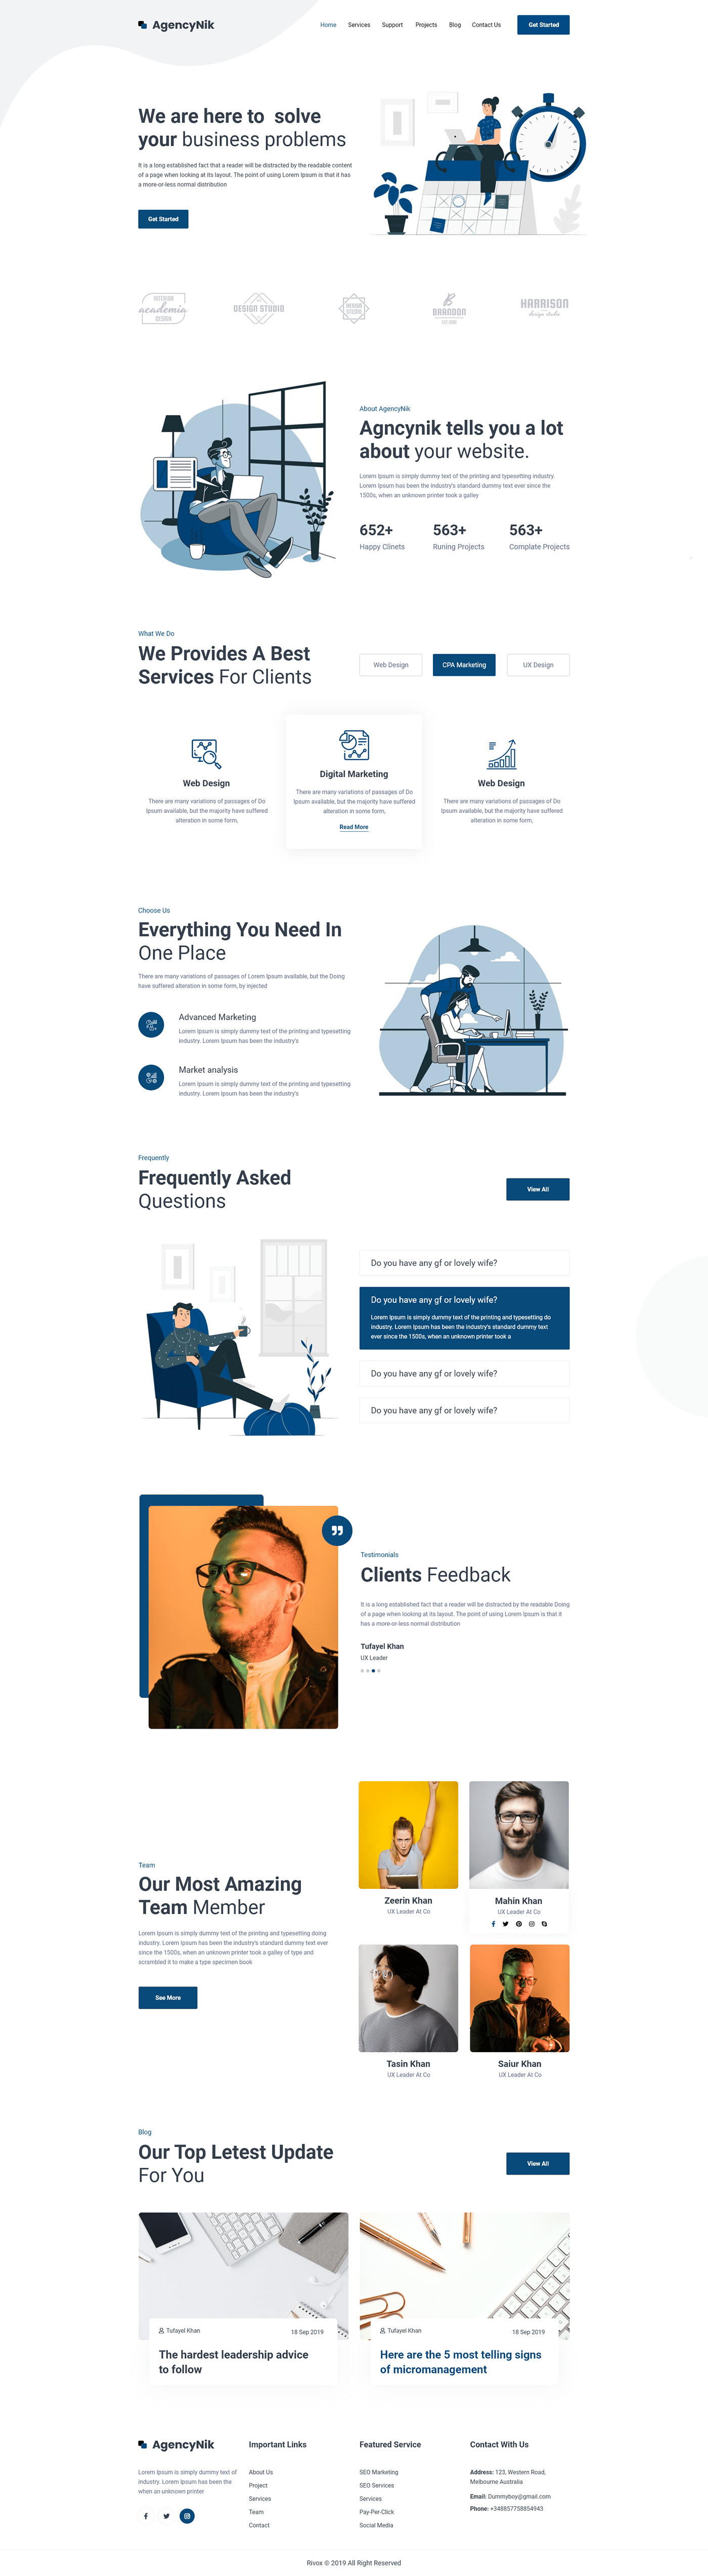 AgencyNik
Home Services Support Projects Blog Contact Us Get Started
We are here to solve
your business problems
It is a long established fact that a reader will be distracted by the readable content
of a page when looking at its layout. The point of using Lorem Ipsum is that it has
a more-or-less normal distribution
Get Started
INTERIOR
academia
DESIGN
DESIGN STUDIO
DESIGN
STUDIO
B
BRANDON
EST 1980
HARRISON
design studio
About AgencyNik
Agncynik tells you a lot
about your website.
Lorem Ipsum is simply dummy text of the printing and typesetting industry.
Lorem Ipsum has been the industry's standard dummy text ever since the
1500s, when an unknown printer took a galley
652+ 563+ 563+
Happy Clinets Runing Projects Complate Projects
What We Do
We Provides A Best
Services For Clients
Web Design CPA Marketing UX Design
Web Design
There are many variations of passages of Do
Ipsum available, but the majority have suffered
alteration in some form,
Digital Marketing
There are many variations of passages of Do
Ipsum available, but the majority have suffered
alteration in some form,
Read More
Web Design
There are many variations of passages of Do
Ipsum available, but the majority have suffered
alteration in some form,
Choose Us
Everything You Need In
One Place
There are many variations of passages of Lorem Ipsum available, but the Doing
have suffered alteration in some form, by injected
Advanced Marketing
Lorem Ipsum is simply dummy text of the printing and typesetting
industry. Lorem Ipsum has been the industry's
Market analysis
Lorem Ipsum is simply dummy text of the printing and typesetting
industry. Lorem Ipsum has been the industry's
Frequently
Frequently Asked
Questions
View All
Do you have any gf or lovely wife?
Do you have any gf or lovely wife?
Lorem Ipsum is simply dummy text of the printing and typesetting do
industry. Lorem Ipsum has been the industry's standard dummy text
ever since the 1500s, when an unknown printer took a
Do you have any gf or lovely wife?
Do you have any gf or lovely wife?
Testimonials
Clients Feedback
It is a long established fact that a reader will be distracted by the readable Doing
of a page when looking at its layout. The point of using Lorem Ipsum is that it
has a more-or-less normal distribution
Tufayel Khan
UX Leader
Team
Our Most Amazing
Team Member
Lorem Ipsum is simply dummy text of the printing and typesetting doing
industry. Lorem Ipsum has been the industry's standard dummy text ever
since the 1500s, when an unknown printer took a galley of type and
scrambled it to make a type specimen book
See More
Zeerin Khan
UX Leader At Co
Mahin Khan
UX Leader At Co
Tasin Khan
UX Leader At Co
Saiur Khan
UX Leader At Co
Blog
Our Top Letest Update
For You
View All
Tufayel Khan 18 Sep 2019
The hardest leadership advice
to follow
Tufayel Khan 18 Sep 2019
Here are the 5 most telling signs
of micromanagement
AgencyNik
Lorem Ipsum is simply dummy text of
industry. Lorem Ipsum has been the
when an unknown printer
Important Links
About Us
Project
Services
Team
Contact
Featured Service
SEO Marketing
SEO Services
Services
Pay-Per-Click
Social Media
Contact With Us
Address: 123, Western Road,
Melbourne Australia
Email: Dummyboy@gmail.com
Phone: +348857758854943
Rivox © 2019 All Right Reserved